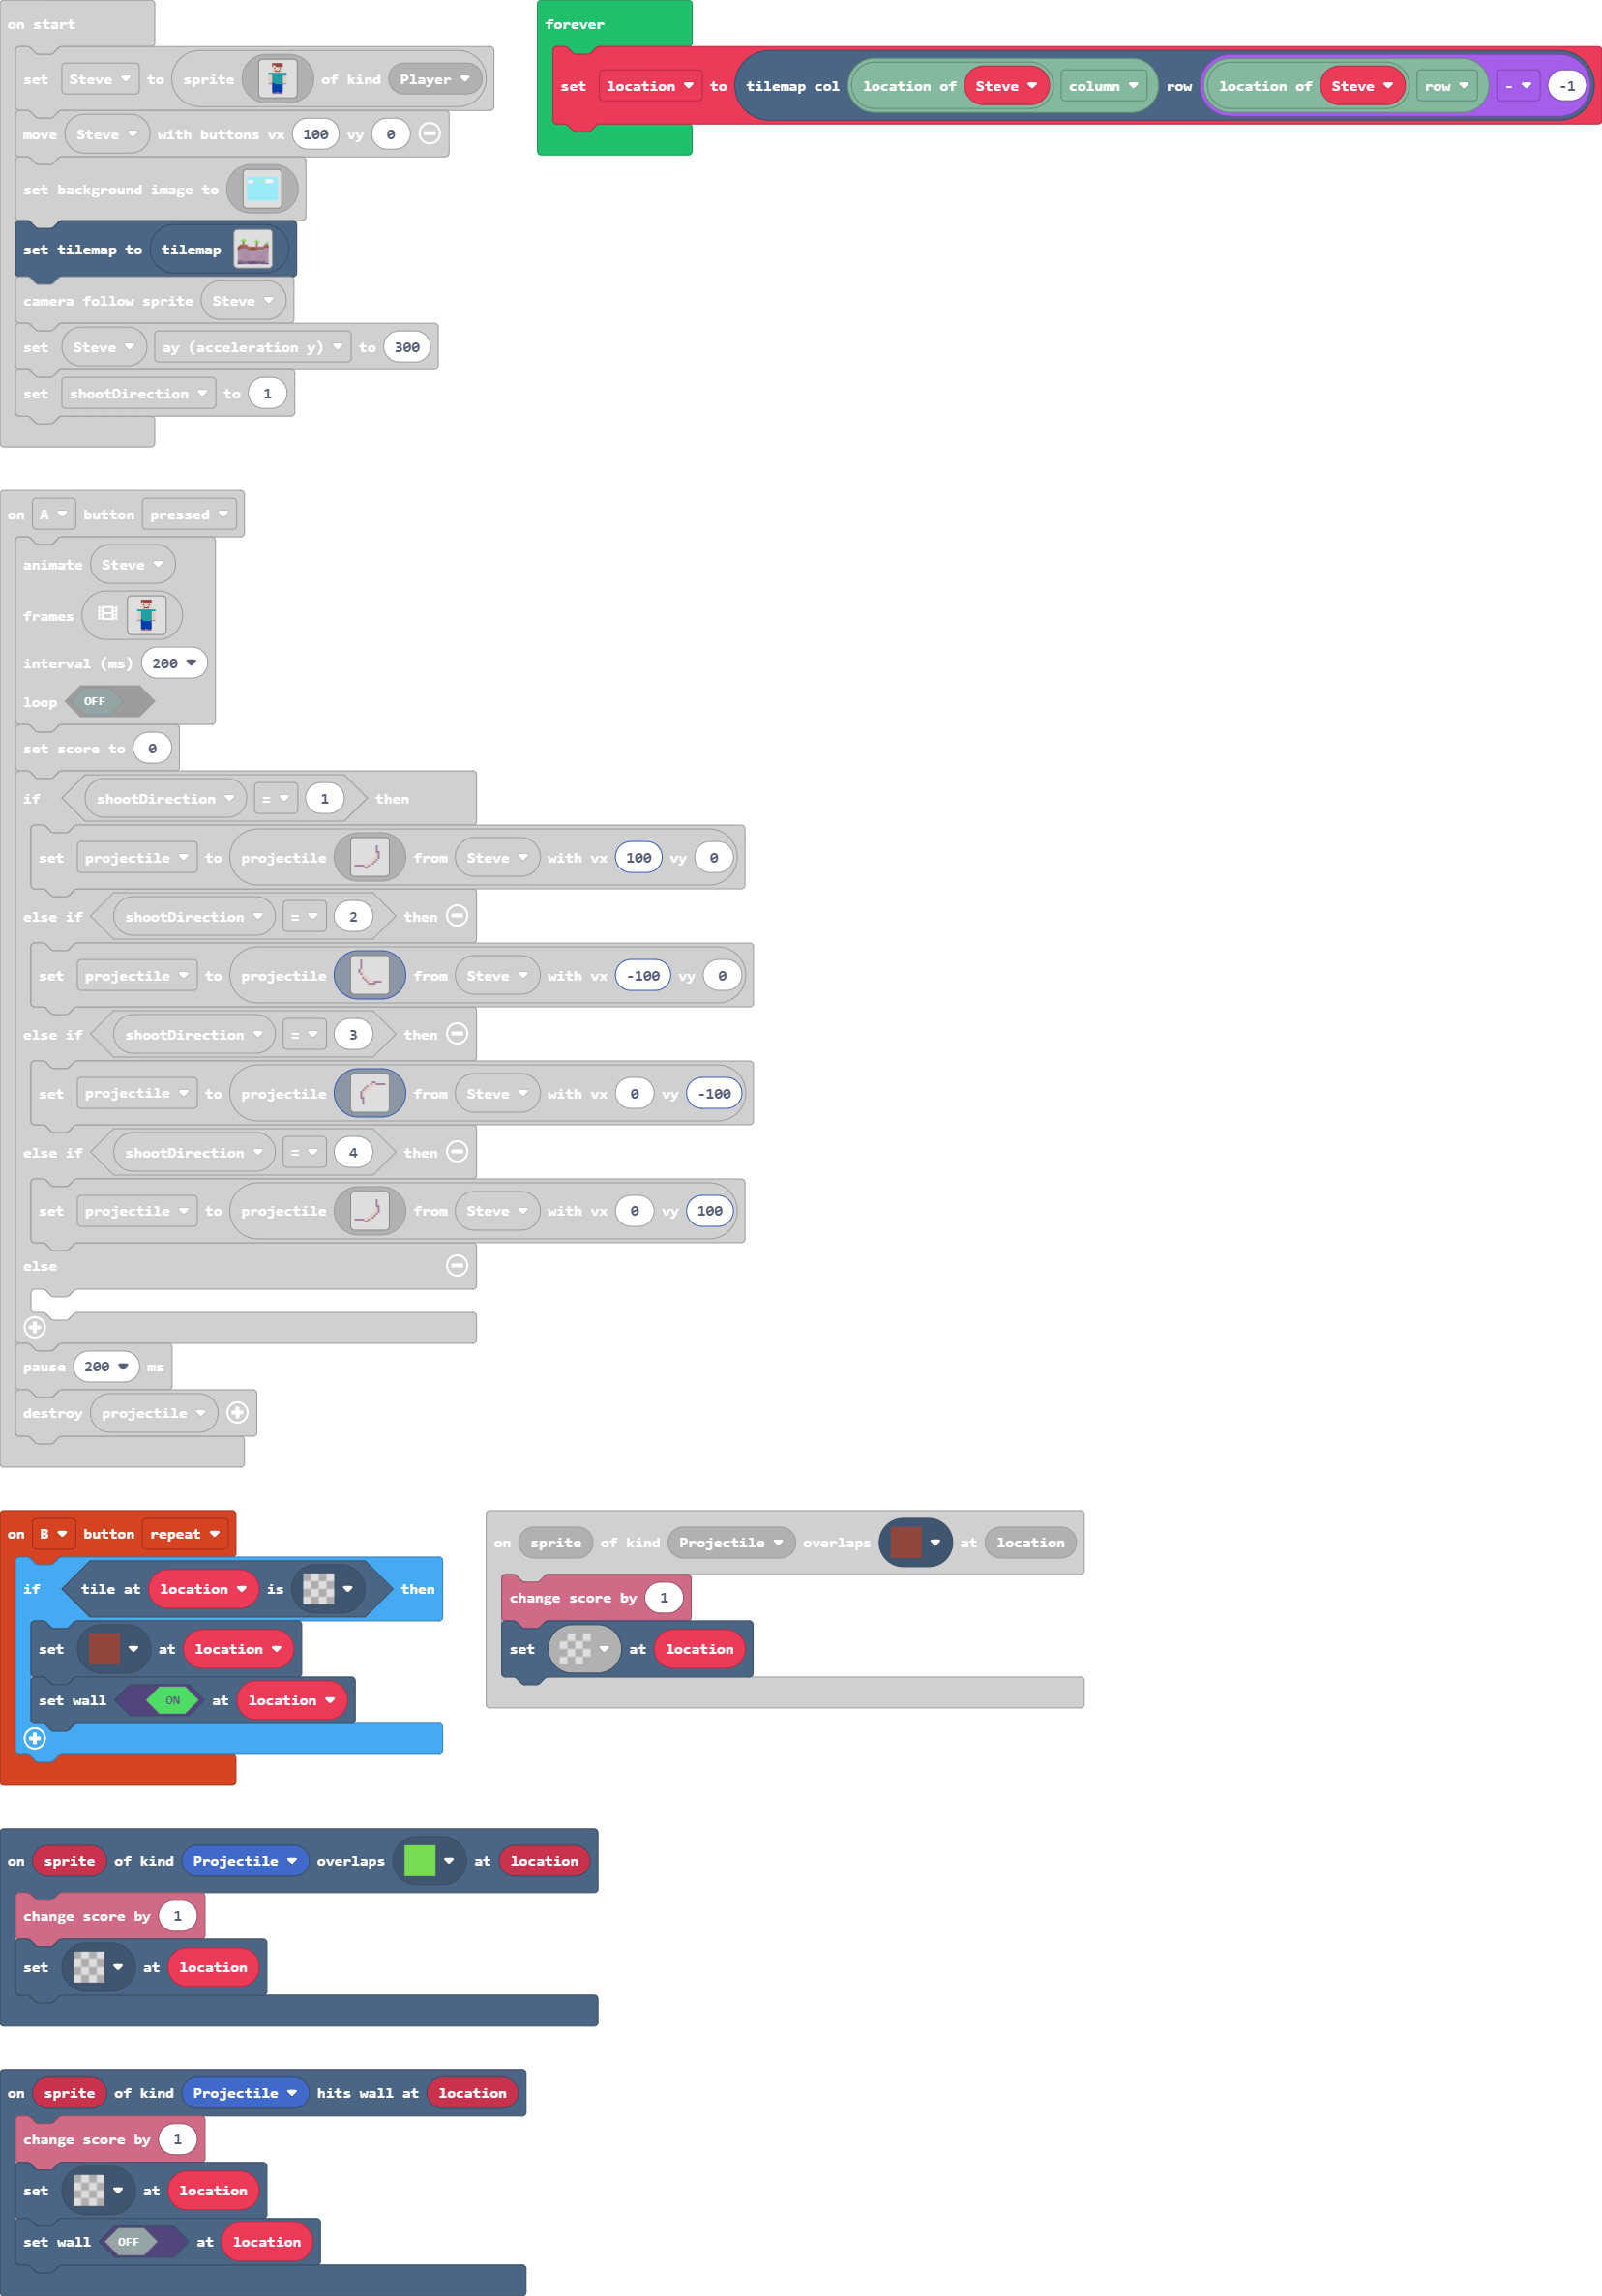 on start
set Steve to sprite of kind Player
move Steve with buttons vx 100 vy 0
set background image to
set tilemap to tilemap
camera follow sprite Steve
set Steve ay (acceleration y) to 300
set shootDirection to 1
forever
set location to tilemap col location of Steve column row location of Steve row - -1
on A button pressed
animate Steve
frames
interval (ms) 200
loop OFF
set score to 0
if shootDirection = 1 then
set projectile to projectile from Steve with vx 100 vy 0
else if shootDirection = 2 then
set projectile to projectile from Steve with vx -100 vy 0
else if shootDirection = 3 then
set projectile to projectile from Steve with vx 0 vy -100
else if shootDirection = 4 then
set projectile to projectile from Steve with vx 0 vy 100
else
pause 200 ms
destroy projectile
on B button repeat
if tile at location is then
set at location
set wall ON at location
on sprite of kind Projectile overlaps at location
change score by 1
set at location
on sprite of kind Projectile overlaps at location
change score by 1
set at location
on sprite of kind Projectile hits wall at location
change score by 1
set at location
set wall OFF at location